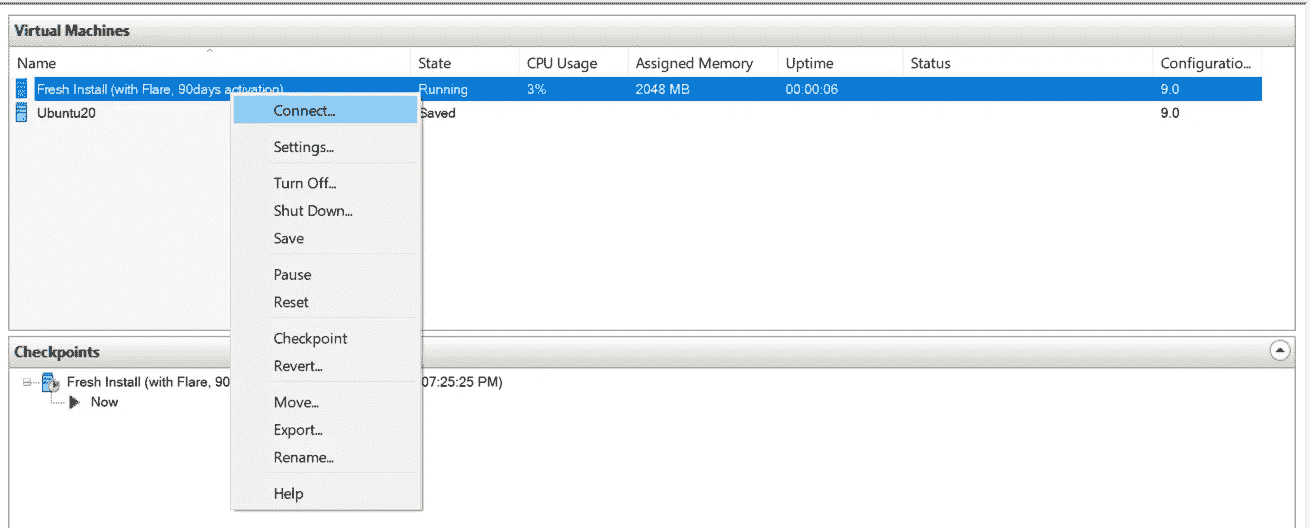 Virtual Machines
Name State CPU Usage Assigned Memory Uptime Status Configuratio...
Fresh Install (with Flare, 90days activation) Running 3% 2048 MB 00:00:06 9.0
Ubuntu20 Saved 9.0
Connect...
Settings...
Turn Off...
Shut Down...
Save
Pause
Reset
Checkpoint
Revert...
Move...
Export...
Rename...
Help
Checkpoints
Fresh Install (with Flare, 90 07:25:25 PM)
Now